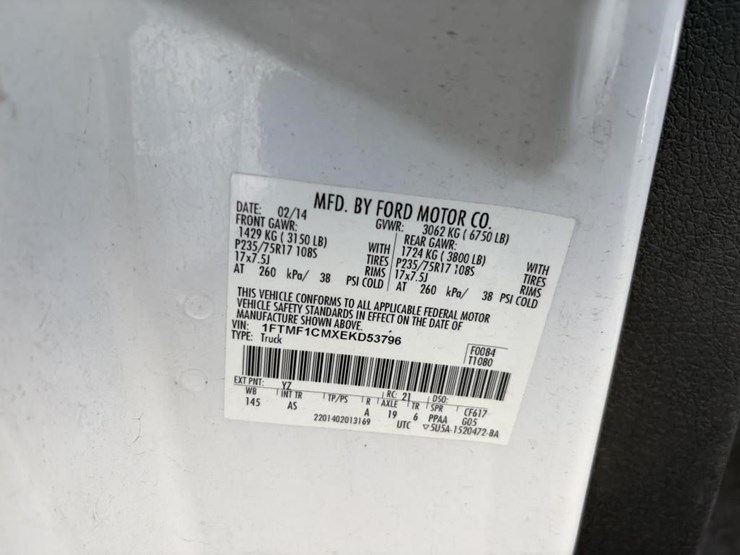 MFD. BY FORD MOTOR CO.
DATE: 02/14 GVWR: 3062 KG ( 6750 LB)
FRONT GAWR: REAR GAWR:
1429 KG ( 3150 LB) WITH 1724 KG ( 3800 LB) WITH
P235/75R17 108S TIRES P235/75R17 108S TIRES
17x7.5J RIMS 17x7.5J RIMS
AT 260 kPa/ 38 PSI COLD AT 260 kPa/ 38 PSI COLD
THIS VEHICLE CONFORMS TO ALL APPLICABLE FEDERAL MOTOR
VEHICLE SAFETY STANDARDS IN EFFECT ON THE DATE OF
MANUFACTURE SHOWN ABOVE.
VIN: 1FTMF1CMXEKD53796
TYPE: Truck
F0084
T1080
EXT PNT: YZ RC: 21 DSO:
WB INT TR TP/PS R AXLE TR SPR CF617
145 AS A 19 6 PPAA G05
2201402013169 UTC ▽5U5A-1520472-BA